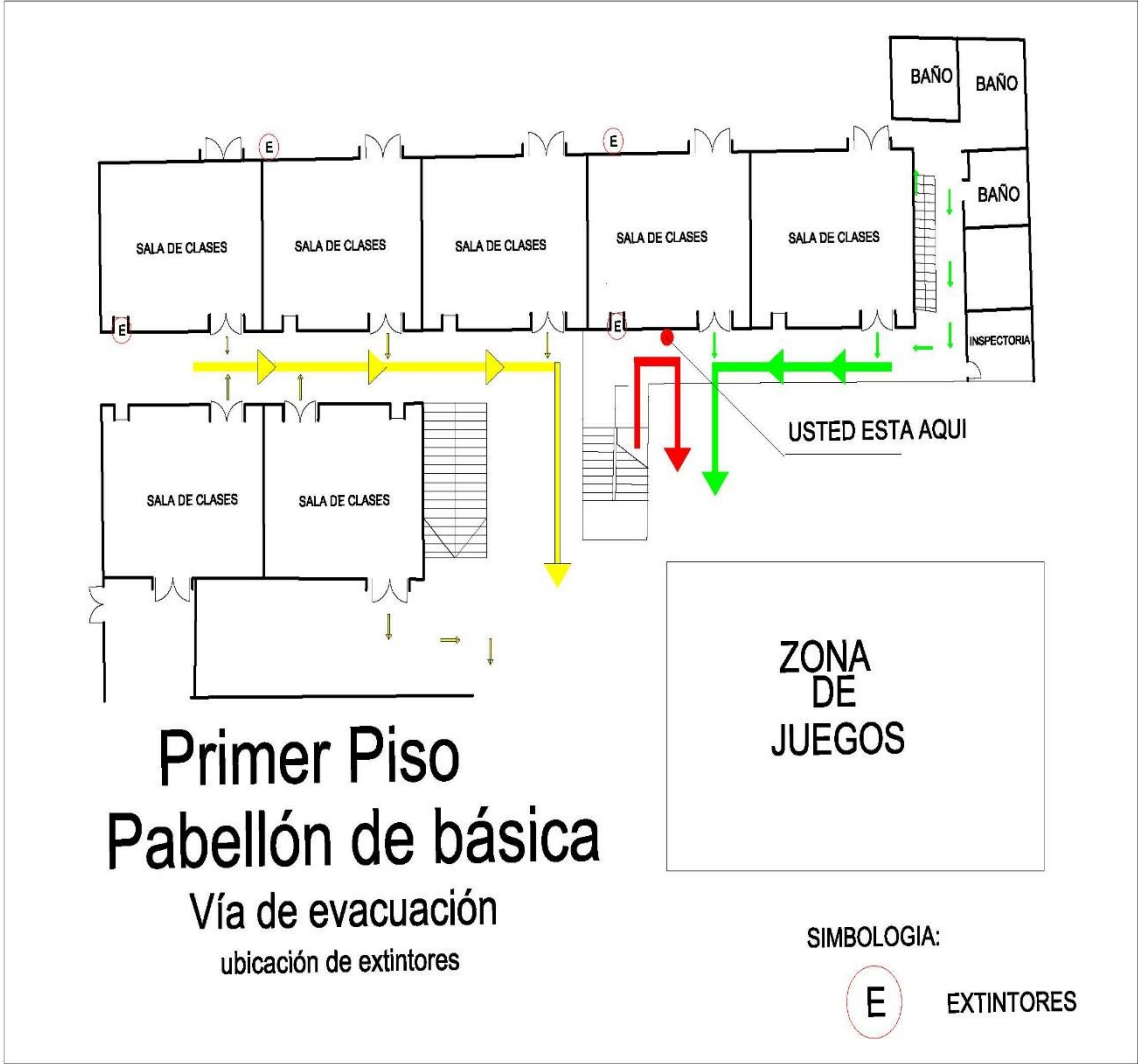 BAÑO
BAÑO
E
E
BAÑO
SALA DE CLASES
SALA DE CLASES
SALA DE CLASES
SALA DE CLASES
SALA DE CLASES
E
E
INSPECTORIA
USTED ESTA AQUI
SALA DE CLASES
SALA DE CLASES
ZONA
DE
JUEGOS
Primer Piso
Pabellón de básica
Vía de evacuación
ubicación de extintores
SIMBOLOGIA:
E EXTINTORES